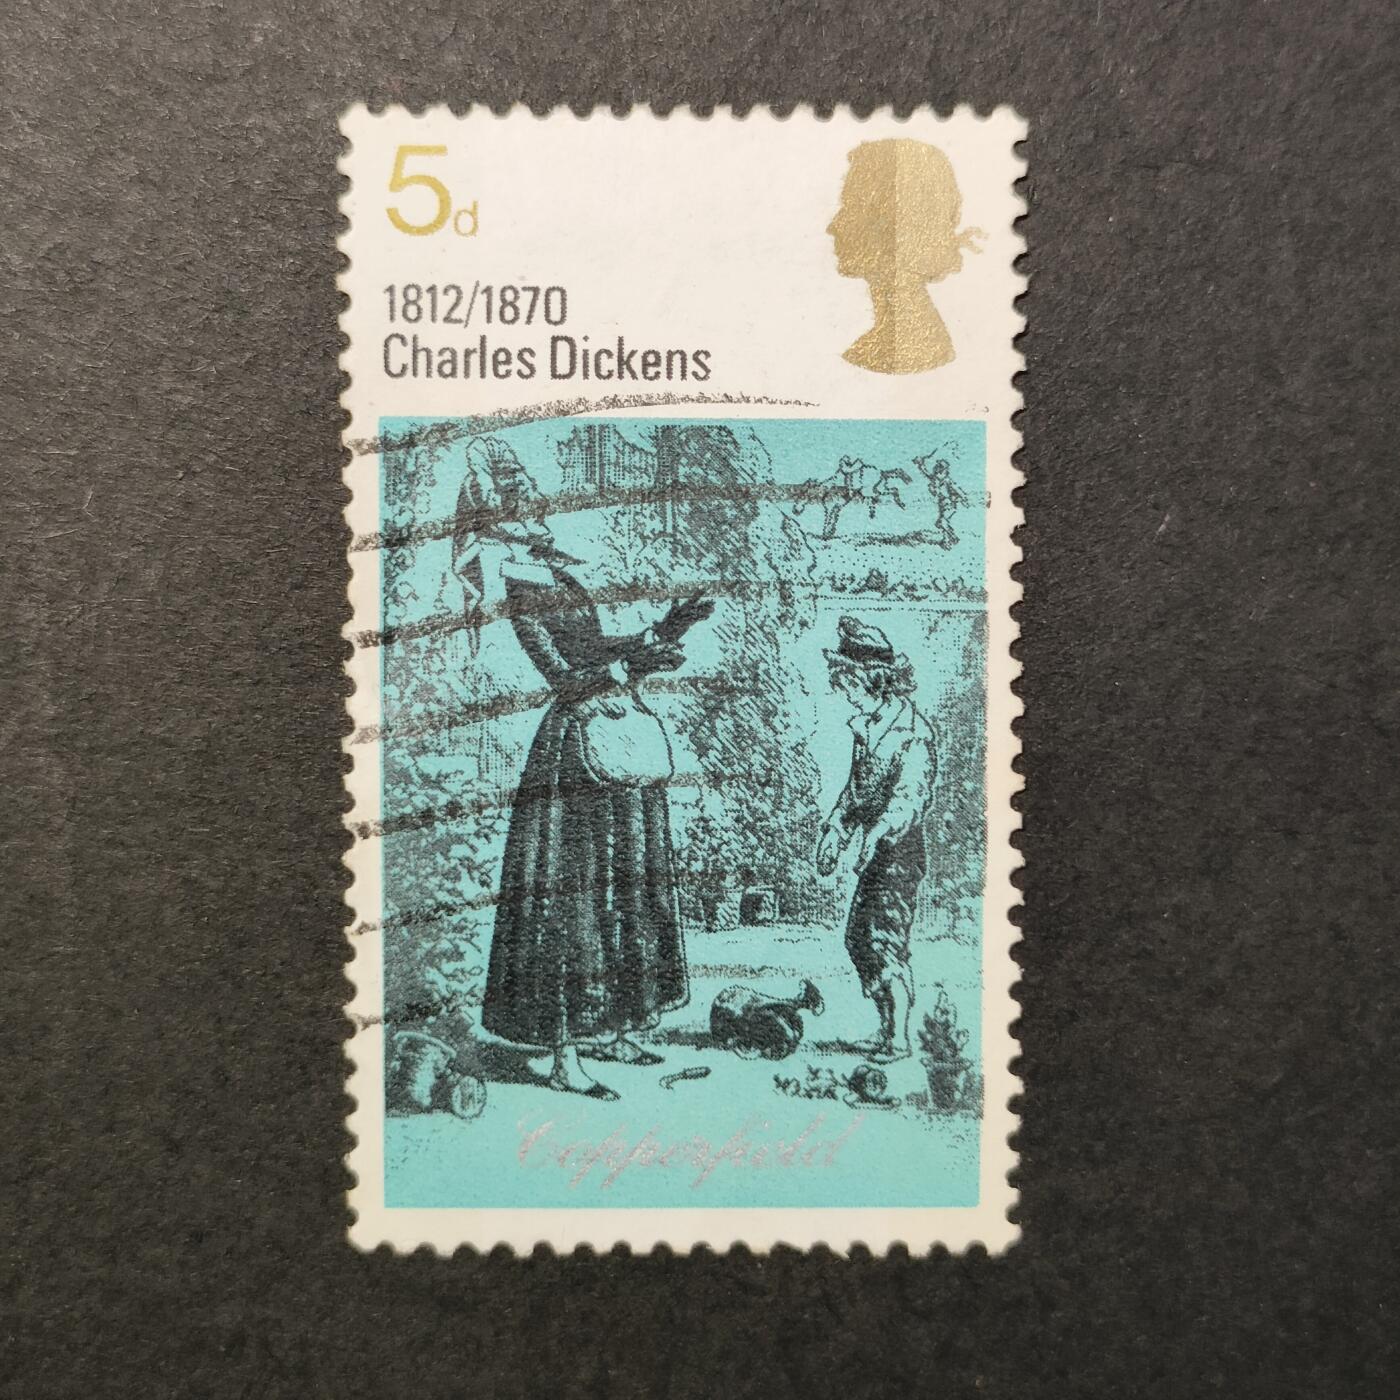 5d
1812/1870
Charles Dickens
Copperfield